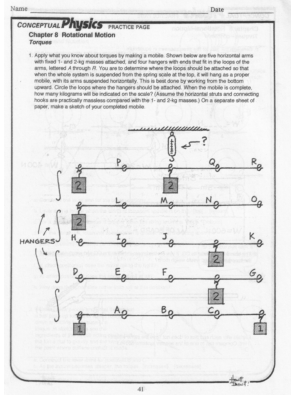 Name Date
CONCEPTUAL Physics PRACTICE PAGE
Chapter 8 Rotational Motion
Torques
1. Apply what you know about torques by making a mobile. Shown below are five horizontal arms
with fixed 1- and 2-kg masses attached, and four hangers with ends that fit in the loops of the
arms, lettered A through R. You are to determine where the loops should be attached so that
when the whole system is suspended from the spring scale at the top, it will hang as a proper
mobile, with its arms suspended horizontally. This is best done by working from the bottom
upward. Circle the loops where the hangers should be attached. When the mobile is complete,
how many kilograms will be indicated on the scale? (Assume the horizontal struts and connecting
hooks are practically massless compared with the 1- and 2-kg masses.) On a separate sheet of
paper, make a sketch of your completed mobile.
?
P Q R
2 2
L M N O
2
HANGERS
H I J K
2
D E F G
2
A B C
1 1
41